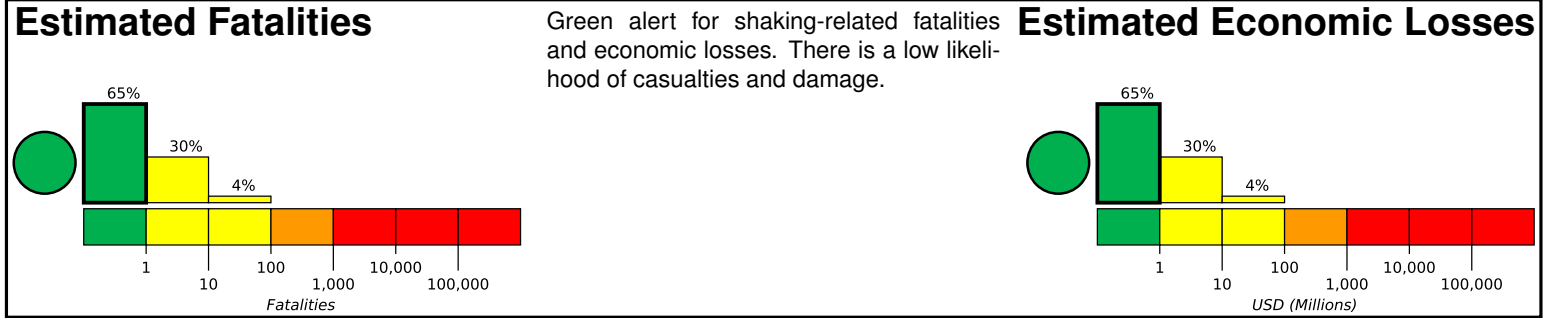 Estimated Fatalities
65%
30%
4%
1
10
100
1,000
10,000
100,000
Fatalities
Green alert for shaking-related fatalities
and economic losses. There is a low likeli-
hood of casualties and damage.
Estimated Economic Losses
65%
30%
4%
1
10
100
1,000
10,000
100,000
USD (Millions)